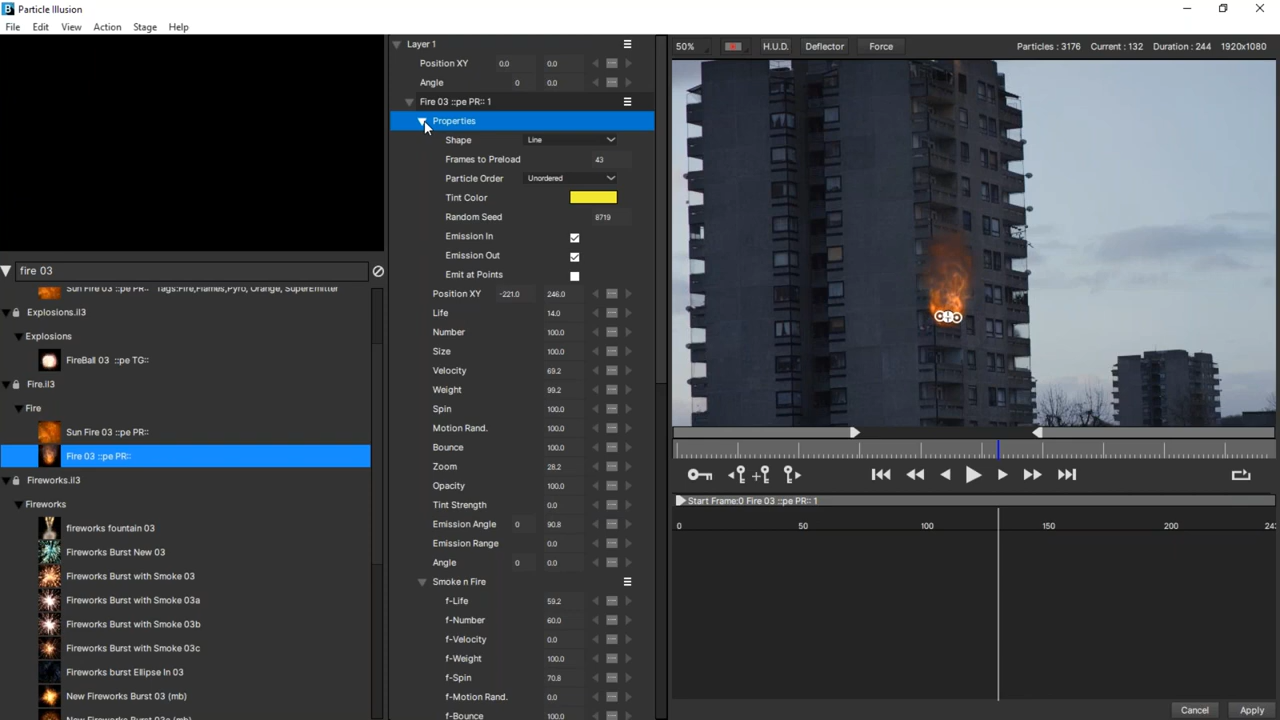 Particle Illusion
File Edit View Action Stage Help
fire 03
Sun Fire 03 ::pe PR:: Tags:Fire,Flames,Pyro, Orange, SuperEmitter
Explosions.il3
Explosions
FireBall 03 ::pe TG::
Fire.il3
Fire
Sun Fire 03 ::pe PR::
Fire 03 ::pe PR::
Fireworks.il3
Fireworks
fireworks fountain 03
Fireworks Burst New 03
Fireworks Burst with Smoke 03
Fireworks Burst with Smoke 03a
Fireworks Burst with Smoke 03b
Fireworks Burst with Smoke 03c
Fireworks burst Ellipse In 03
New Fireworks Burst 03 (mb)
New Fireworks Burst 03a (mb)
Layer 1
Position XY 0.0 0.0
Angle 0 0.0
Fire 03 ::pe PR:: 1
Properties
Shape Line
Frames to Preload 43
Particle Order Unordered
Tint Color
Random Seed 8719
Emission In
Emission Out
Emit at Points
Position XY -221.0 246.0
Life 14.0
Number 100.0
Size 100.0
Velocity 69.2
Weight 99.2
Spin 100.0
Motion Rand. 100.0
Bounce 100.0
Zoom 28.2
Opacity 100.0
Tint Strength 0.0
Emission Angle 0 90.8
Emission Range 0.0
Angle 0 0.0
Smoke n Fire
f-Life 59.2
f-Number 60.0
f-Velocity 0.0
f-Weight 100.0
f-Spin 70.8
f-Motion Rand. 0.0
f-Bounce 100.0
50% H.U.D. Deflector Force Particles : 3176 Current : 132 Duration : 244 1920x1080
Start Frame:0 Fire 03 ::pe PR:: 1
0 50 100 150 200 24
Cancel Apply